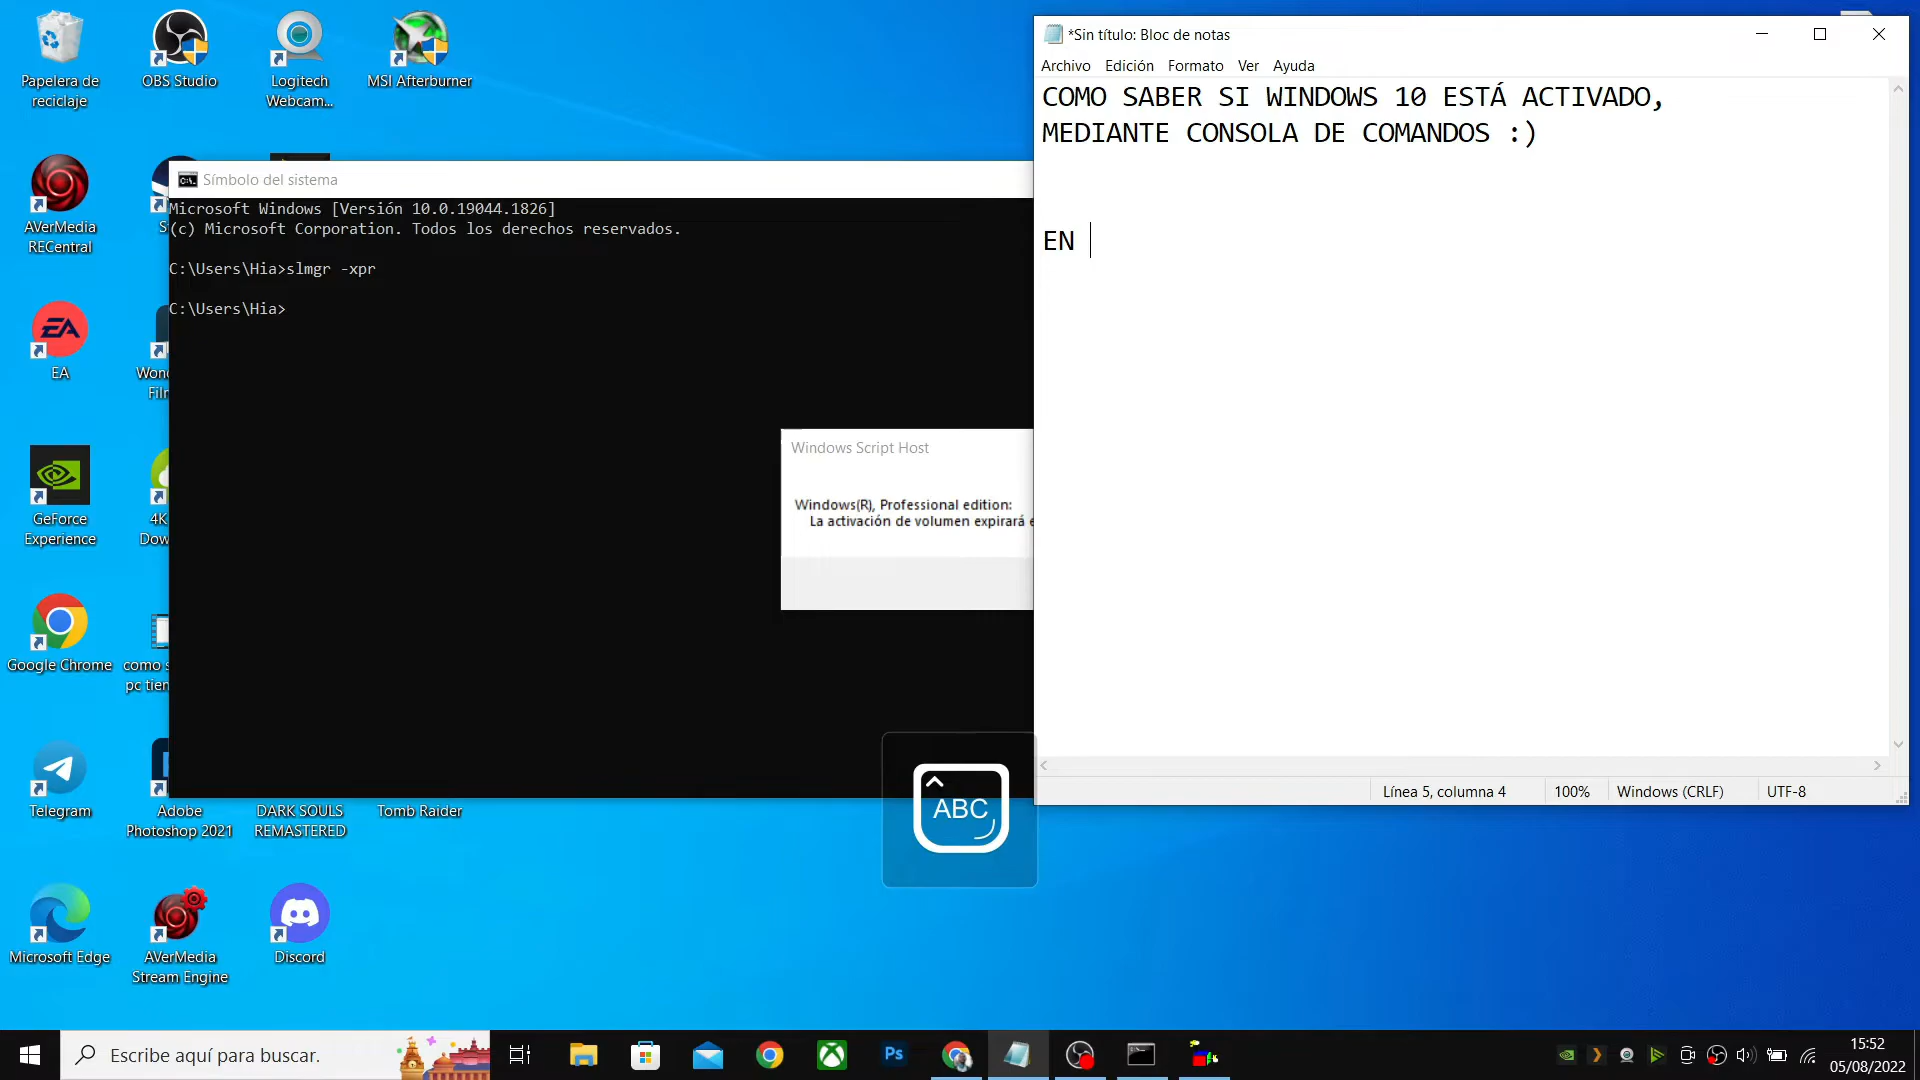 Papelera de
reciclaje
OBS Studio
Logitech
Webcam...
MSI Afterburner
AVerMedia
RECentral
EA
EA
GeForce
Experience
4K
Google Chrome
como
pc tien
Telegram
Adobe
Photoshop 2021
DARK SOULS
REMASTERED
Tomb Raider
Microsoft Edge
AVerMedia
Stream Engine
Discord
Símbolo del sistema
Microsoft Windows [Versión 10.0.19044.1826]
(c) Microsoft Corporation. Todos los derechos reservados.
C:\Users\Hia>slmgr -xpr
C:\Users\Hia>
Windows Script Host
Windows(R), Professional edition:
La activación de volumen expirará e
*Sin título: Bloc de notas
Archivo Edición Formato Ver Ayuda
COMO SABER SI WINDOWS 10 ESTÁ ACTIVADO,
MEDIANTE CONSOLA DE COMANDOS :)
EN
Línea 5, columna 4 100% Windows (CRLF) UTF-8
ABC
Escribe aquí para buscar.
Ps
15:52
05/08/2022